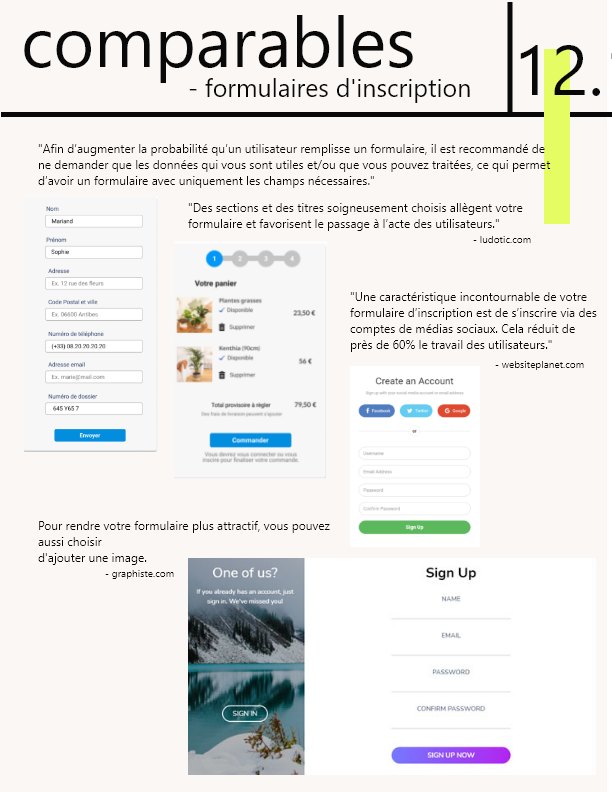 comparables
- formulaires d'inscription
12.
"Afin d’augmenter la probabilité qu’un utilisateur remplisse un formulaire, il est recommandé de
ne demander que les données qui vous sont utiles et/ou que vous pouvez traitées, ce qui permet
d’avoir un formulaire avec uniquement les champs nécessaires."
"Des sections et des titres soigneusement choisis allègent votre
formulaire et favorisent le passage à l’acte des utilisateurs."
- ludotic.com
Nom
Mariand
Prénom
Sophie
Adresse
Ex. 12 rue des fleurs
Code Postal et ville
Ex. 06600 Antibes
Numéro de téléphone
(+33) 08.20.20.20.20
Adresse email
Ex. marie@mail.com
Numéro de dossier
645 Y65 7
Envoyer
1 2 3 4
Votre panier
Plantes grasses
Disponible
23,50 €
Supprimer
Kenthia (90cm)
Disponible
56 €
Supprimer
Total provisoire à régler 79,50 €
Des frais de livraison peuvent s'ajouter
Commander
Vous devrez vous connecter ou vous
inscire pour finaliser votre commande.
"Une caractéristique incontournable de votre
formulaire d’inscription est de s’inscrire via des
comptes de médias sociaux. Cela réduit de
près de 60% le travail des utilisateurs."
- websiteplanet.com
Create an Account
Sign up with your social media account or email address
Facebook Twitter Google
or
Username
Email Address
Password
Confirm Password
Sign Up
Pour rendre votre formulaire plus attractif, vous pouvez
aussi choisir
d'ajouter une image.
- graphiste.com
One of us?
If you already has an account, just
sign in. We've missed you!
SIGN IN
Sign Up
NAME
EMAIL
PASSWORD
CONFIRM PASSWORD
SIGN UP NOW